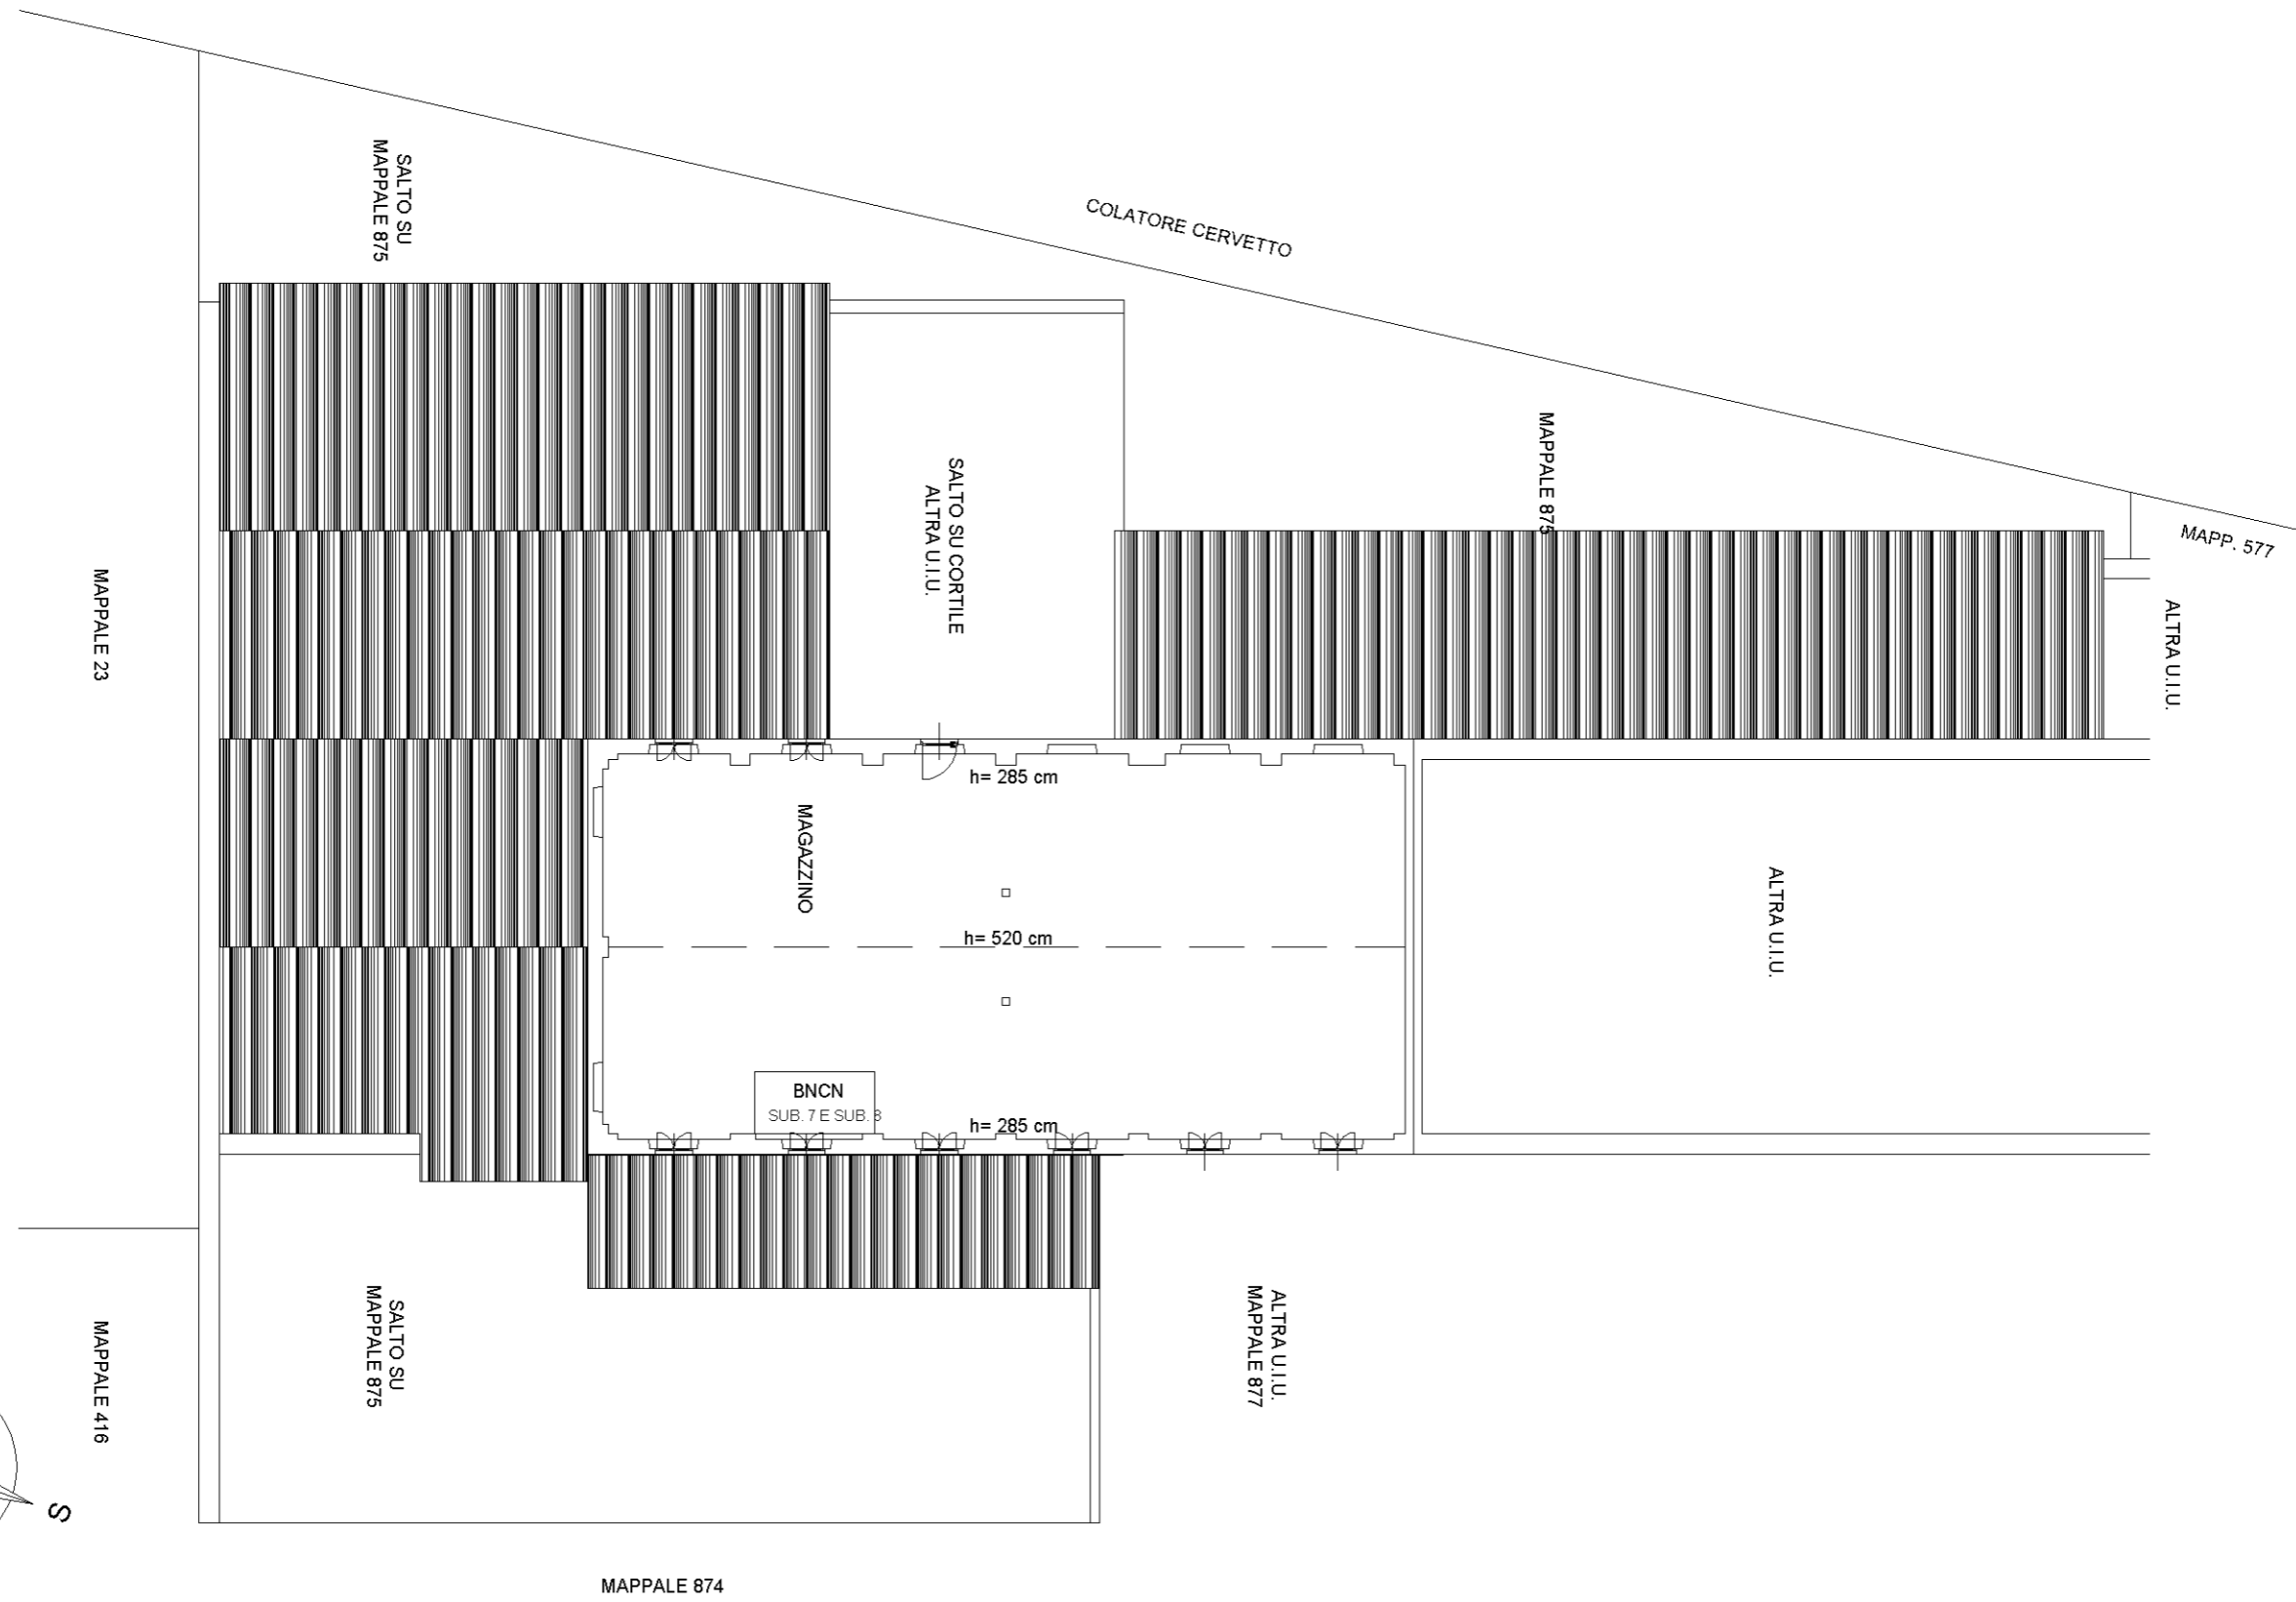 SALTO SU
MAPPALE 875
COLATORE CERVETTO
MAPPALE 875
MAPP. 577
SALTO SU CORTILE
ALTRA U.I.U.
MAPPALE 23
ALTRA U.I.U.
h= 285 cm
MAGAZZINO
h= 520 cm
ALTRA U.I.U.
BNCN
SUB. 7 E SUB. 8
h= 285 cm
SALTO SU
MAPPALE 875
ALTRA U.I.U.
MAPPALE 877
MAPPALE 416
S
MAPPALE 874